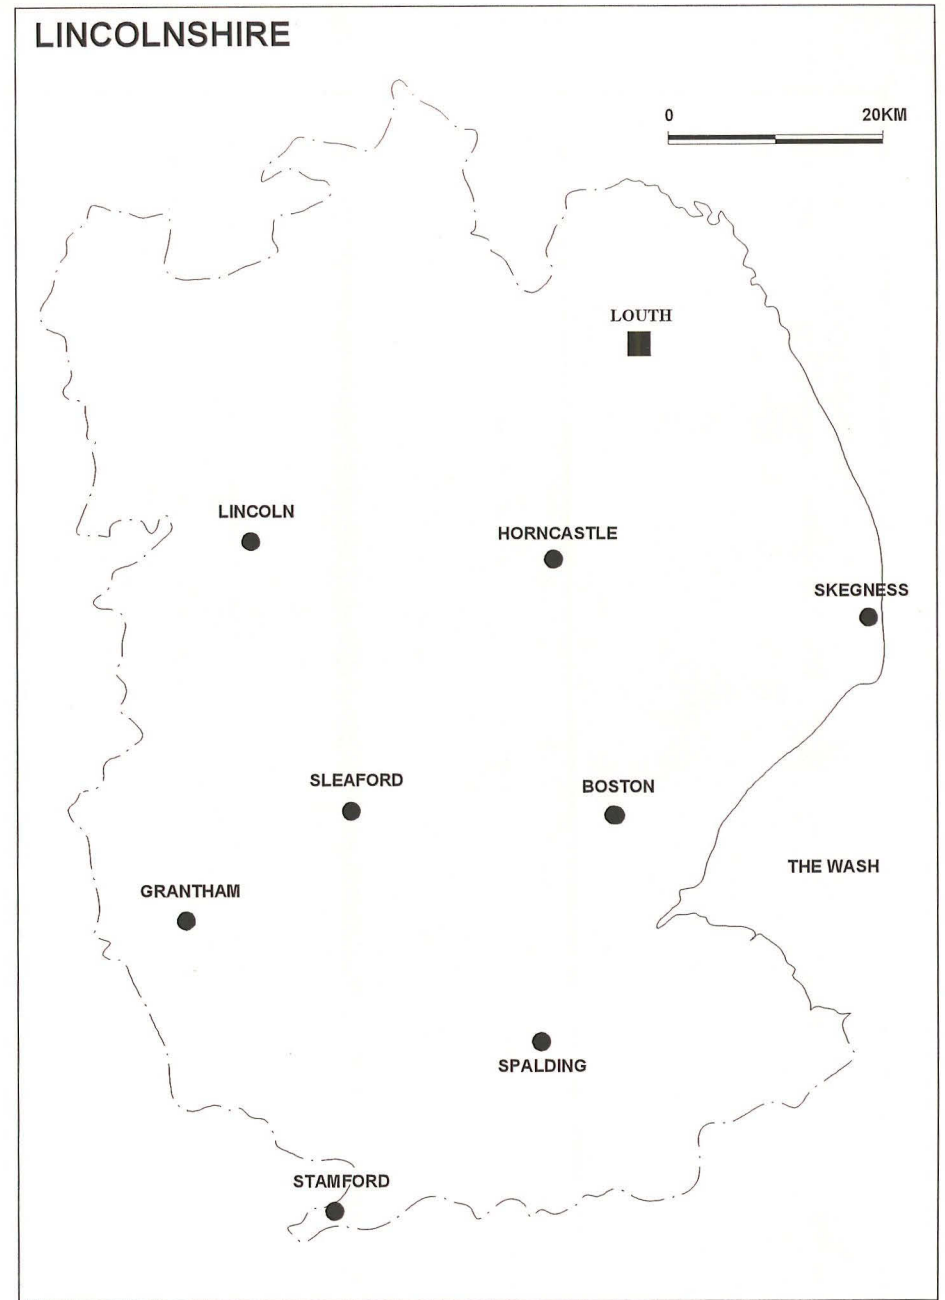 LINCOLNSHIRE
0 20KM
LOUTH
LINCOLN
HORNCASTLE
SKEGNESS
SLEAFORD
BOSTON
THE WASH
GRANTHAM
SPALDING
STAMFORD